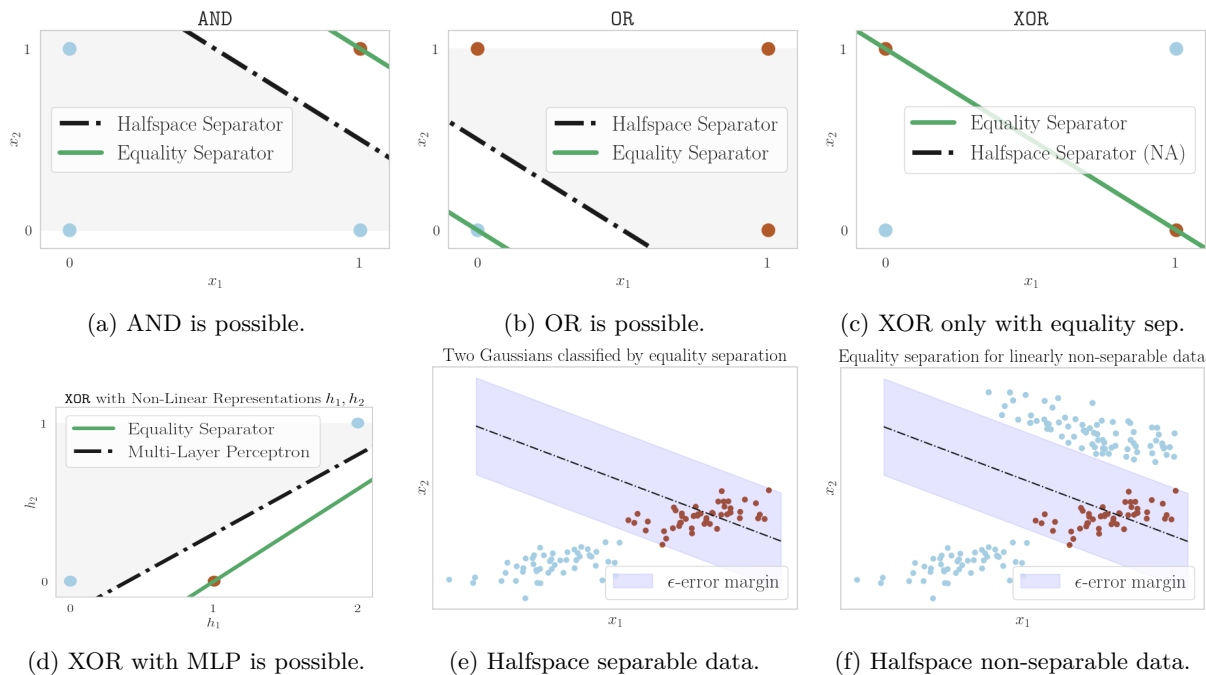 AND
x₂
1
0
Halfspace Separator
Equality Separator
0
1
x₁
(a) AND is possible.
OR
x₂
1
0
Halfspace Separator
Equality Separator
0
1
x₁
(b) OR is possible.
XOR
x₂
1
0
Equality Separator
Halfspace Separator (NA)
0
1
x₁
(c) XOR only with equality sep.
XOR with Non-Linear Representations h₁, h₂
h₂
1
0
Equality Separator
Multi-Layer Perceptron
0
1
2
h₁
(d) XOR with MLP is possible.
Two Gaussians classified by equality separation
x₂
ϵ-error margin
x₁
(e) Halfspace separable data.
Equality separation for linearly non-separable data
x₂
ϵ-error margin
x₁
(f) Halfspace non-separable data.